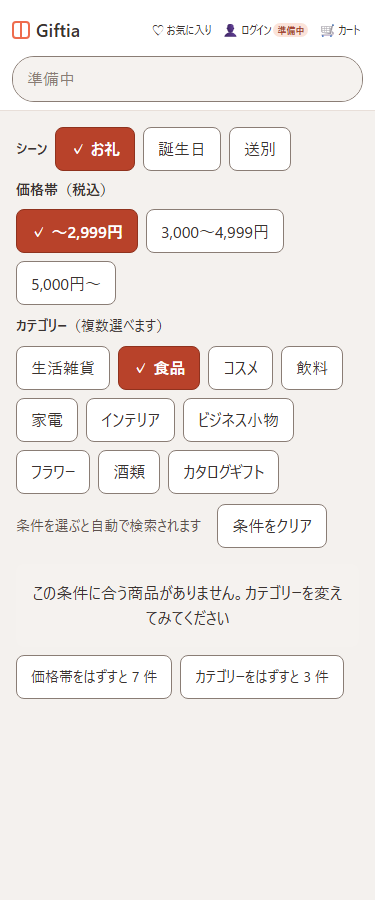 Giftia ♡ お気に入り 👤 ログイン 準備中 🛒 カート
準備中
シーン ✓ お礼 誕生日 送別
価格帯（税込）
✓ ～2,999円 3,000～4,999円
5,000円～
カテゴリー（複数選べます）
生活雑貨 ✓ 食品 コスメ 飲料
家電 インテリア ビジネス小物
フラワー 酒類 カタログギフト
条件を選ぶと自動で検索されます 条件をクリア
この条件に合う商品がありません。カテゴリーを変え
てみてください
価格帯をはずすと 7 件 カテゴリーをはずすと 3 件